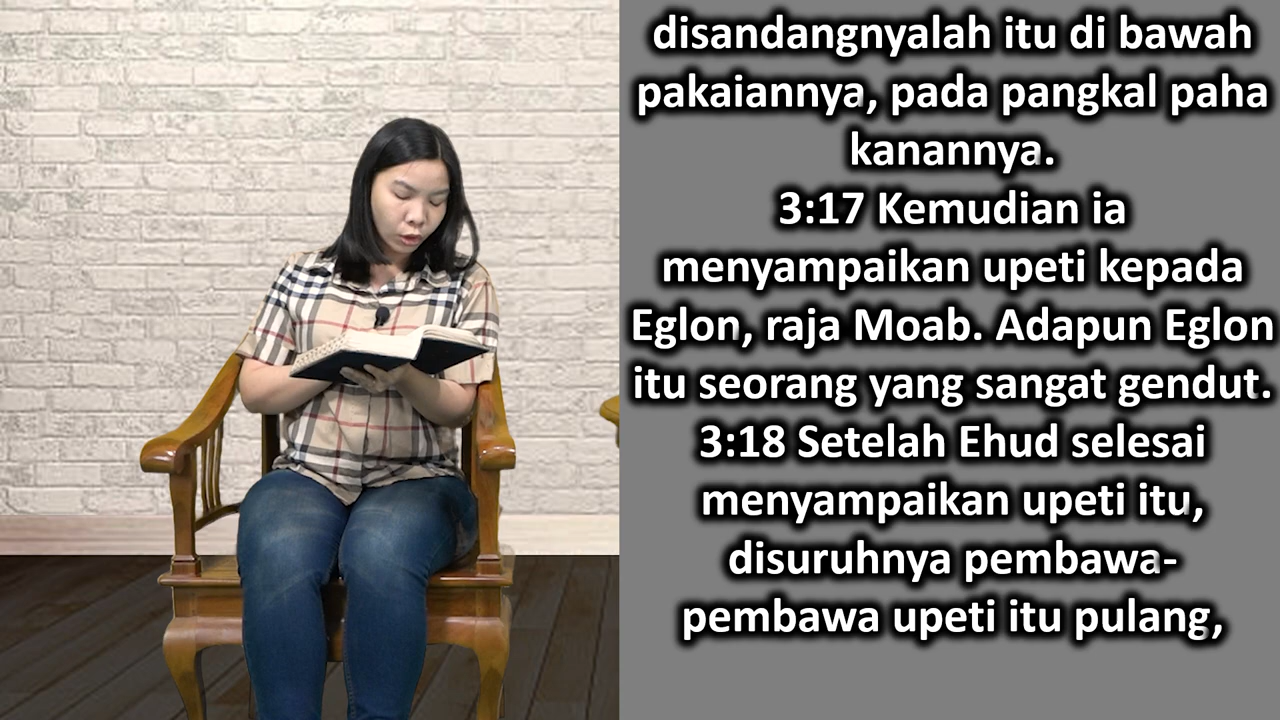 disandangnyalah itu di bawah
pakaiannya, pada pangkal paha
kanannya.
3:17 Kemudian ia
menyampaikan upeti kepada
Eglon, raja Moab. Adapun Eglon
itu seorang yang sangat gendut.
3:18 Setelah Ehud selesai
menyampaikan upeti itu,
disuruhnya pembawa-
pembawa upeti itu pulang,